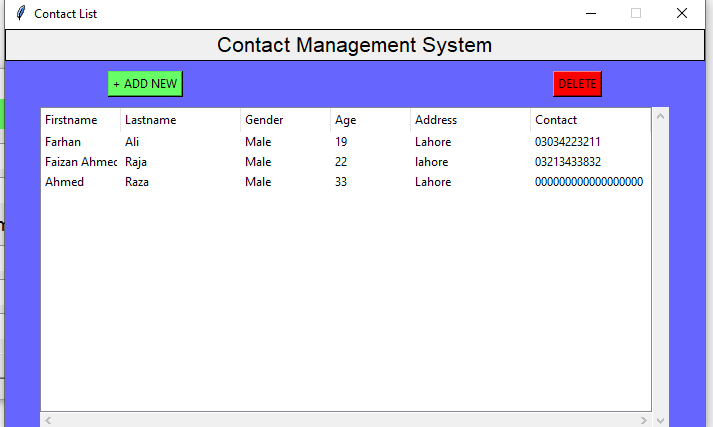 Contact List
Contact Management System
+ ADD NEW DELETE
Firstname Lastname Gender Age Address Contact
Farhan Ali Male 19 Lahore 03034223211
Faizan Ahmed Raja Male 22 lahore 03213433832
Ahmed Raza Male 33 Lahore 000000000000000000